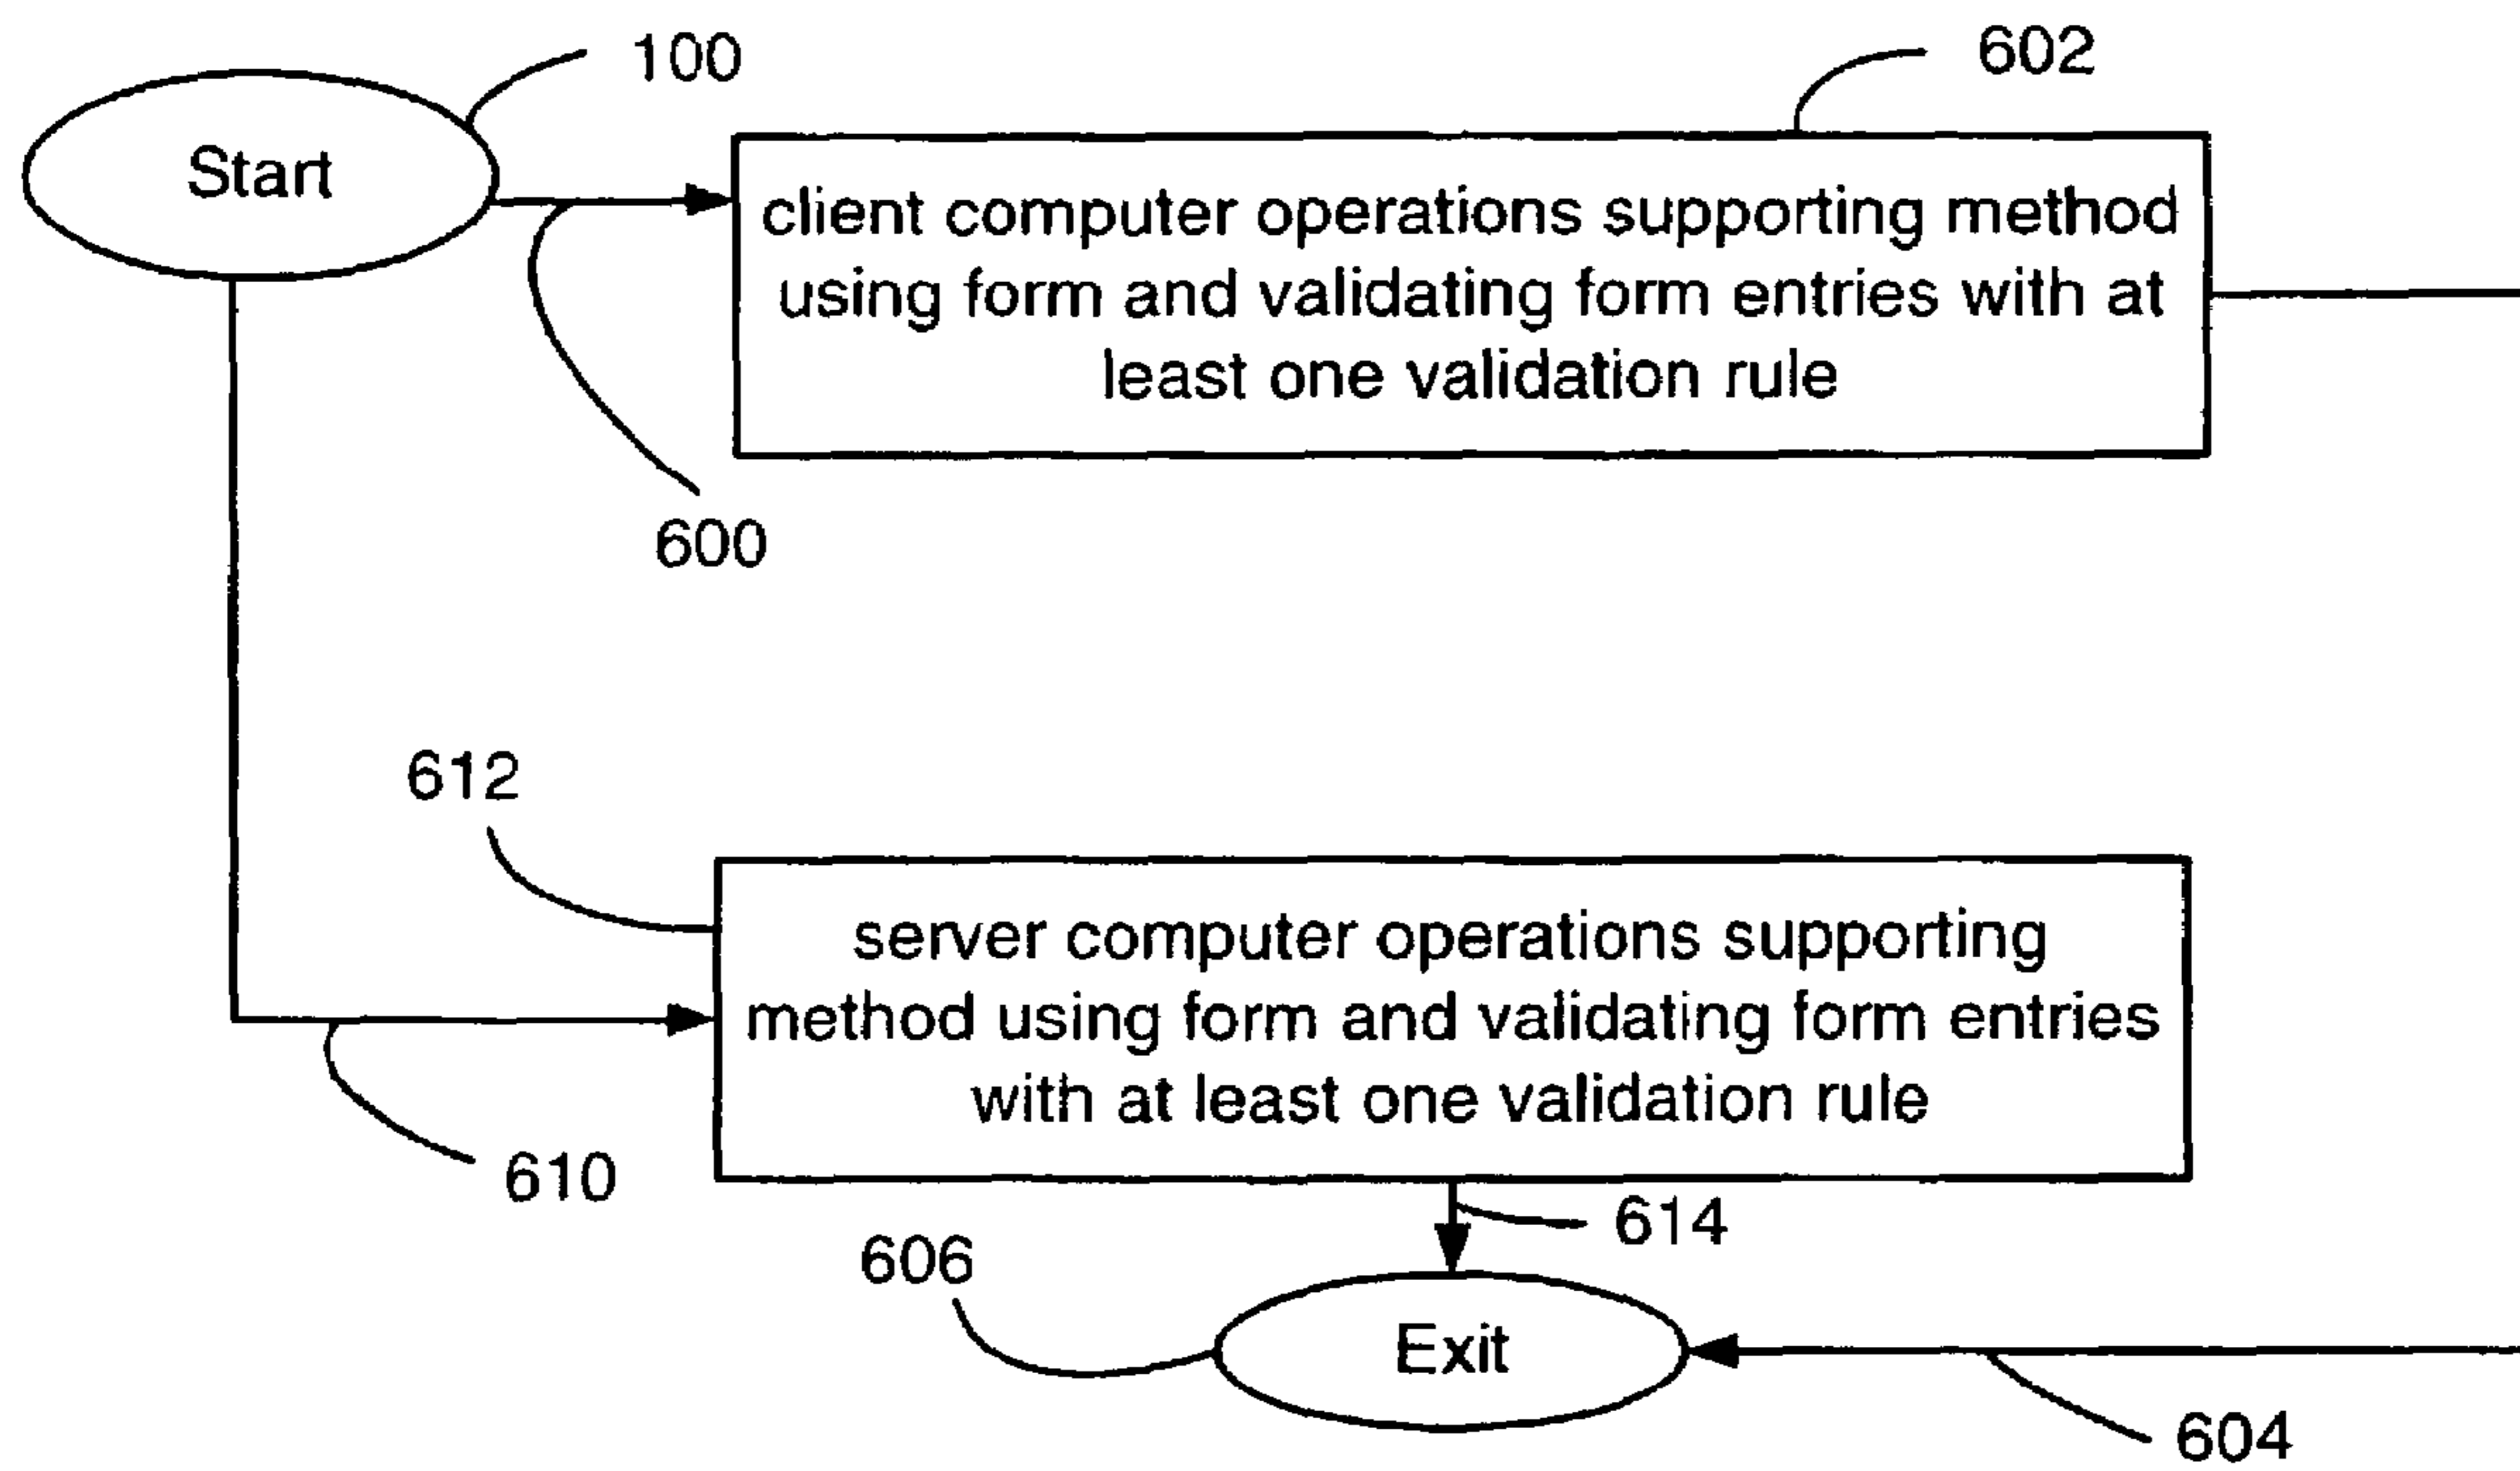 100
602
Start
client computer operations supporting method
using form and validating form entries with at
least one validation rule
600
612
server computer operations supporting
method using form and validating form entries
with at least one validation rule
610
614
606
Exit
604